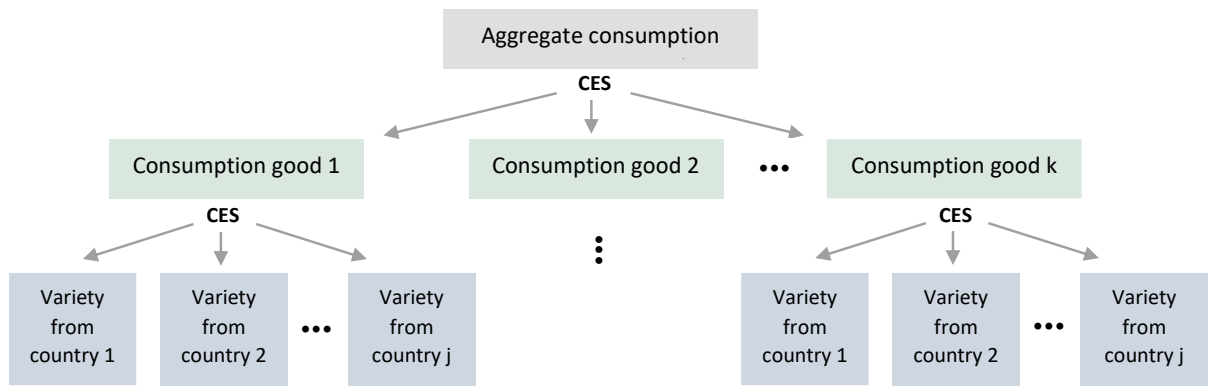 Aggregate consumption
CES
Consumption good 1
Consumption good 2
Consumption good k
CES
CES
Variety from country 1
Variety from country 2
Variety from country j
Variety from country 1
Variety from country 2
Variety from country j